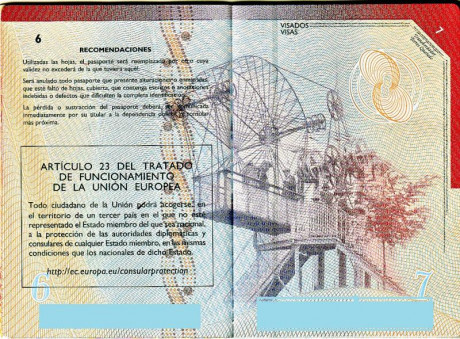 6
RECOMENDACIONES
Utilizadas las hojas, el pasaporte será reemplazado por otro cuya
validez no excederá de la que tuviera aquél.
Será anulado todo pasaporte que presente alteraciones o enmiendas,
que esté falto de hojas, cubierta, que contenga escritos o anotaciones
indebidas o defectos que dificulten la completa identificación.
La pérdida o sustracción del pasaporte deberá ser comunicada
inmediatamente por su titular a la dependencia policial o consular
más próxima.
ARTÍCULO 23 DEL TRATADO
DE FUNCIONAMIENTO
DE LA UNIÓN EUROPEA
Todo ciudadano de la Unión podrá acogerse, en
el territorio de un tercer país en el que no esté
representado el Estado miembro del que sea nacional,
a la protección de las autoridades diplomáticas y
consulares de cualquier Estado miembro, en las mismas
condiciones que los nacionales de dicho Estado.
http://ec.europa.eu/consularprotection
6
VISADOS
VISAS
7
7